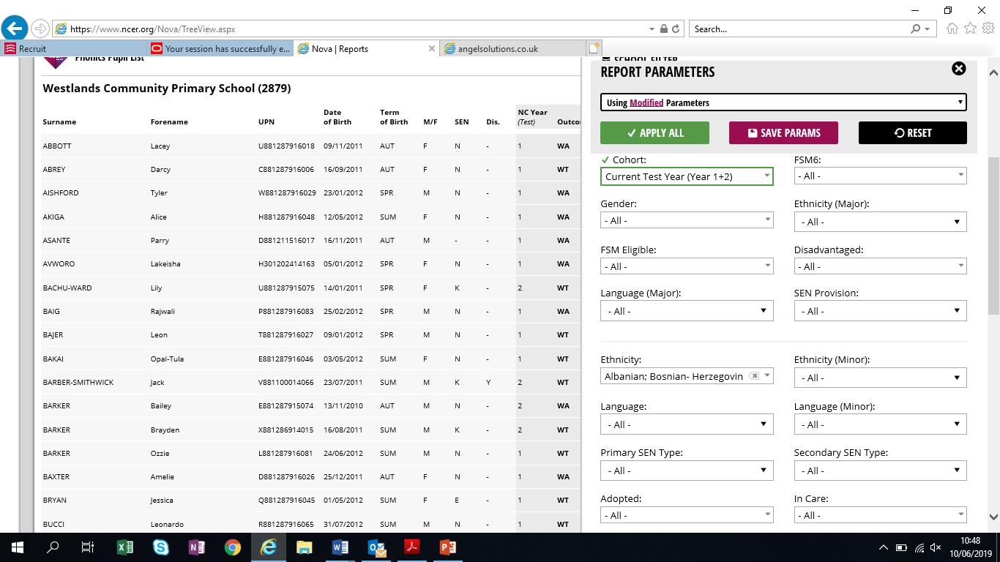 https://www.ncer.org/Nova/TreeView.aspx
Search...
Recruit
Your session has successfully e...
Nova | Reports
angelsolutions.co.uk
Phonics Pupil List
Westlands Community Primary School (2879)
Surname Forename UPN Date of Birth Term of Birth M/F SEN Dis. NC Year (Test) Outcor
ABBOTT Lacey U881287916018 09/11/2011 AUT F N - 1 WA
ABREY Darcy C881287916006 16/09/2011 AUT F N - 1 WT
AISHFORD Tyler W881287916029 23/01/2012 SPR M N - 1 WA
AKIGA Alice H881287916048 12/05/2012 SUM F N - 1 WA
ASANTE Parry D881211516017 16/11/2011 AUT M - - 1 WA
AVWORO Lakeisha H301202414163 05/01/2012 SPR F N - 1 WA
BACHU-WARD Lily U881287915075 14/01/2011 SPR F K - 2 WT
BAIG Rajwali P881287916083 25/02/2012 SPR M N - 1 WA
BAJER Leon T881287916027 09/01/2012 SPR M N - 1 WT
BAKAI Opal-Tula E881287916046 03/05/2012 SUM F N - 1 WT
BARBER-SMITHWICK Jack V881100014066 23/07/2011 SUM M K Y 2 WT
BARKER Bailey E881287915074 13/11/2010 AUT M N - 2 WA
BARKER Brayden X881286914015 16/08/2011 SUM M K - 2 WT
BARKER Ozzie L881287916081 24/06/2012 SUM M N - 1 WT
BAXTER Amelie D881287916026 25/12/2011 AUT F N - 1 WA
BRYAN Jessica Q881287916045 01/05/2012 SUM F E - 1 WT
BUCCI Leonardo R881287916065 31/07/2012 SUM M N - 1 WT
SCHOOL FILTER
REPORT PARAMETERS
Using Modified Parameters
APPLY ALL SAVE PARAMS RESET
Cohort: FSM6:
Current Test Year (Year 1+2) - All -
Gender: Ethnicity (Major):
- All - - All -
FSM Eligible: Disadvantaged:
- All - - All -
Language (Major): SEN Provision:
- All - - All -
Ethnicity: Ethnicity (Minor):
Albanian; Bosnian- Herzegovin - All -
Language: Language (Minor):
- All - - All -
Primary SEN Type: Secondary SEN Type:
- All - - All -
Adopted: In Care:
- All - - All -
10:48
10/06/2019